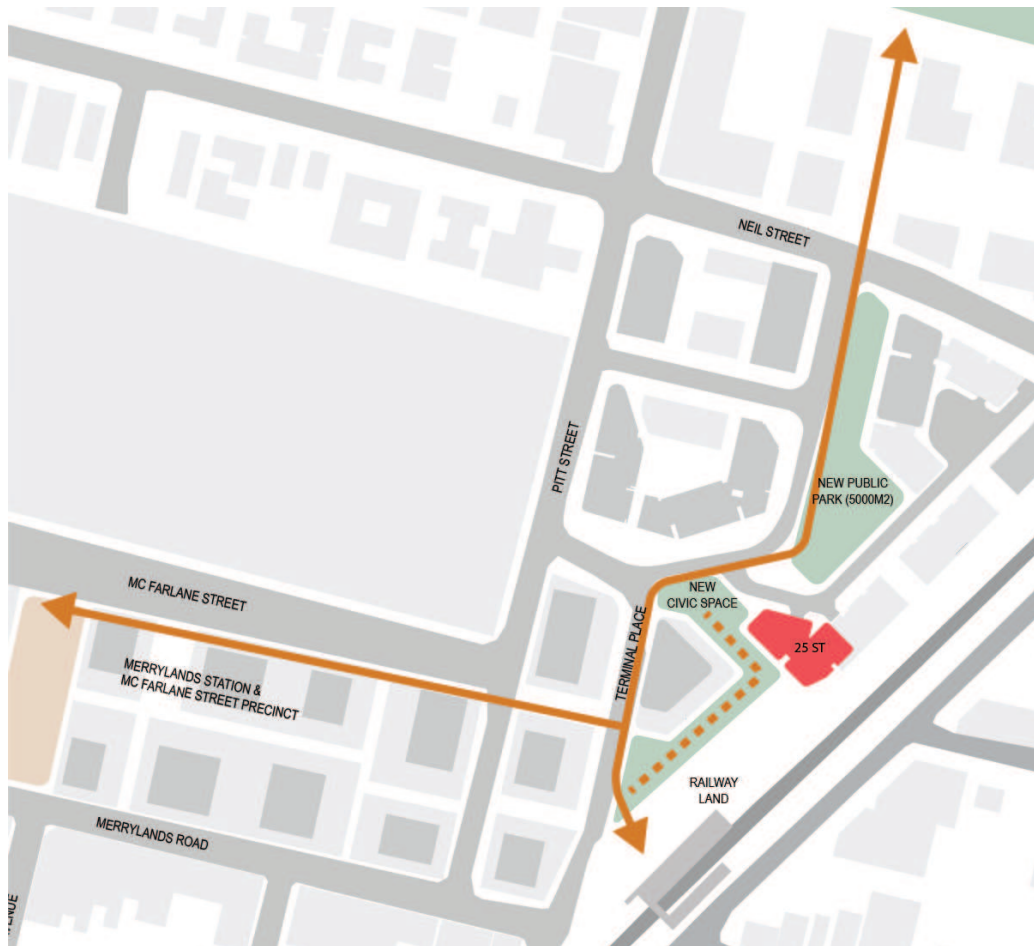 NEIL STREET
PITT STREET
NEW PUBLIC
PARK (5000M2)
MC FARLANE STREET
NEW
CIVIC SPACE
TERMINAL PLACE
25 ST
MERRYLANDS STATION &
MC FARLANE STREET PRECINCT
RAILWAY
LAND
MERRYLANDS ROAD